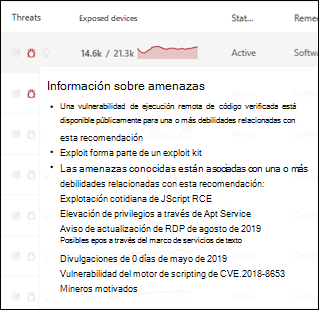 Threats Exposed devices Stat... Remed
14.6k / 21.3k Active Softwa
Información sobre amenazas
• Una vulnerabilidad de ejecución remota de código verificada está
disponible públicamente para una o más debilidades relacionadas con
esta recomendación
• Exploit forma parte de un exploit kit
• Las amenazas conocidas están asociadas con una o más
debilidades relacionadas con esta recomendación:
Explotación cotidiana de JScript RCE
Elevación de privilegios a través de Apt Service
Aviso de actualización de RDP de agosto de 2019
Posibles epos a través del marco de servicios de texto
Divulgaciones de 0 días de mayo de 2019
Vulnerabilidad del motor de scripting de CVE.2018-8653
Mineros motivados